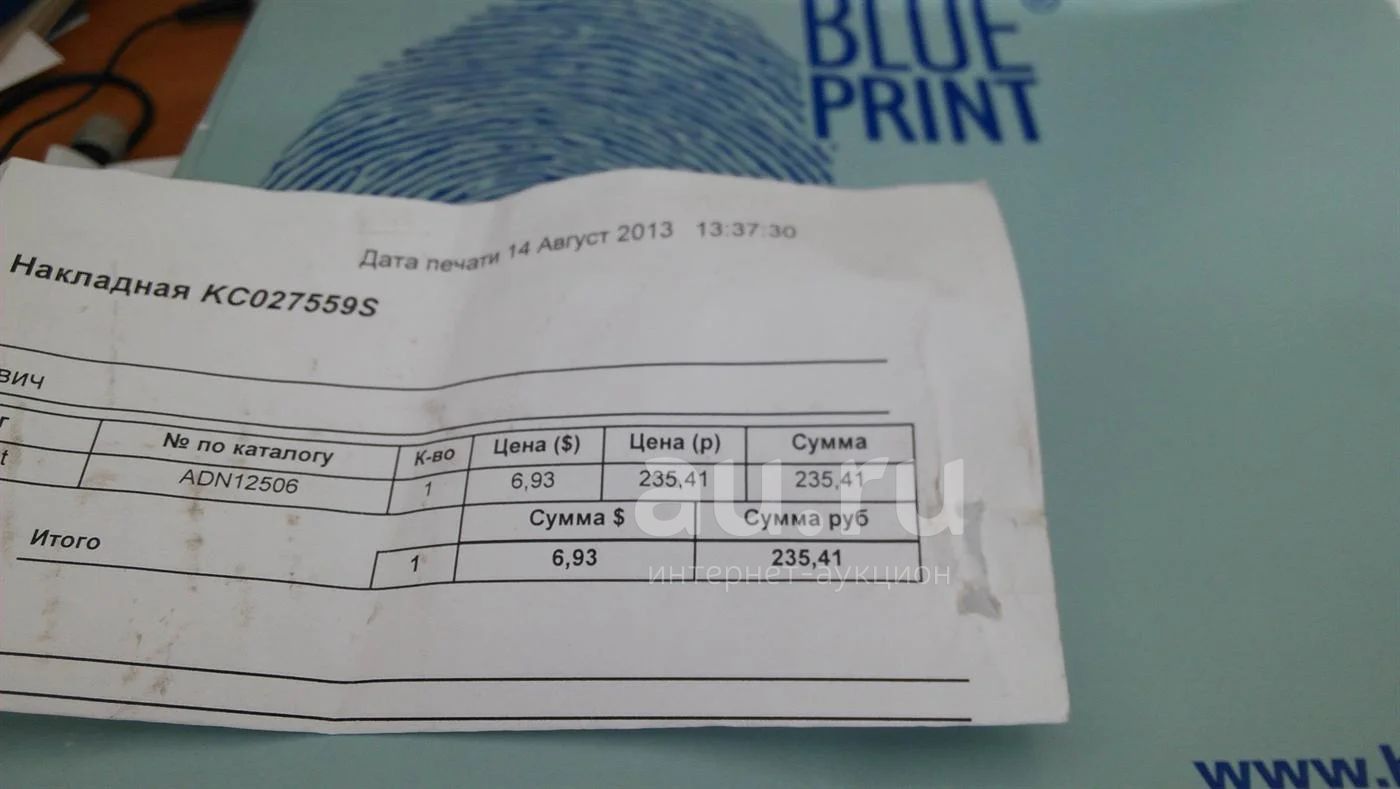 BLUE
PRINT®
Дата печати 14 Август 2013 13:37:30
Накладная KC027559S
вич
г № по каталогу К-во Цена ($) Цена (р) Сумма
t ADN12506 1 6,93 235,41 235,41
Сумма $ Сумма руб
Итого 1 6,93 235,41
au.ru
интернет-аукцион
www.b